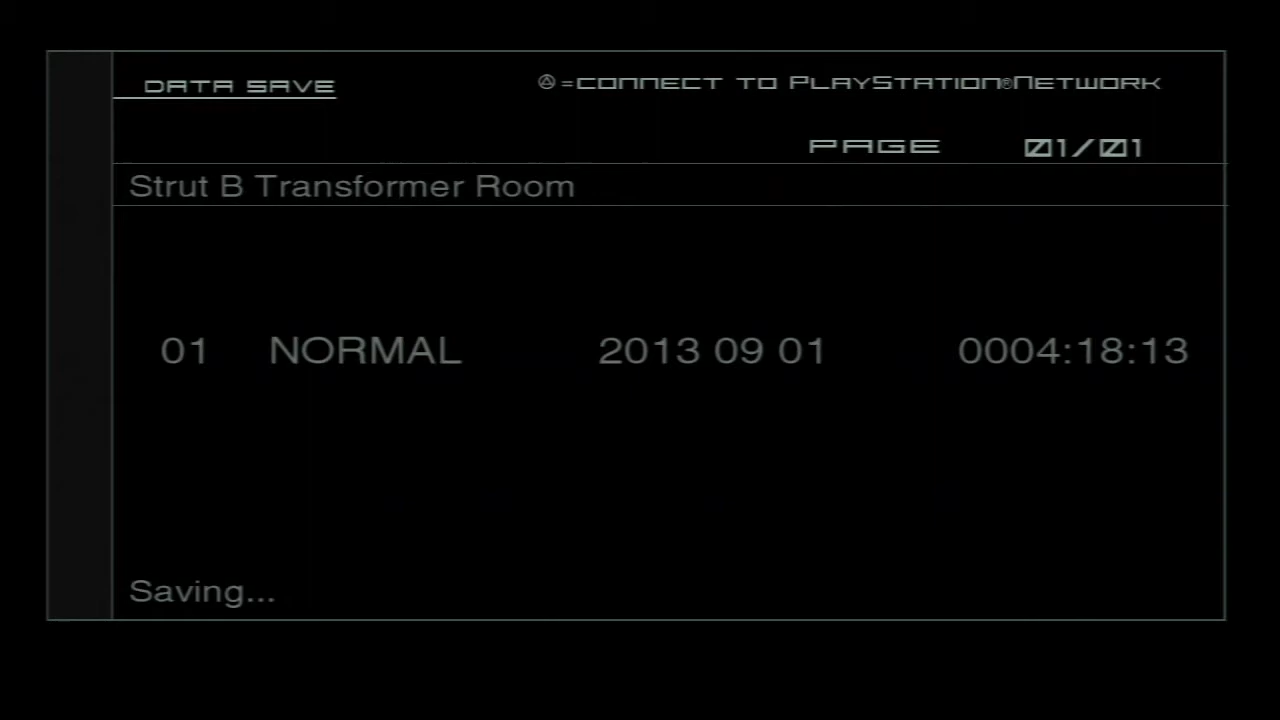 DATA SAVE
Ⓐ=CONNECT TO PLAYSTATION®NETWORK
PAGE 01/01
Strut B Transformer Room
01 NORMAL 2013 09 01 0004:18:13
Saving...